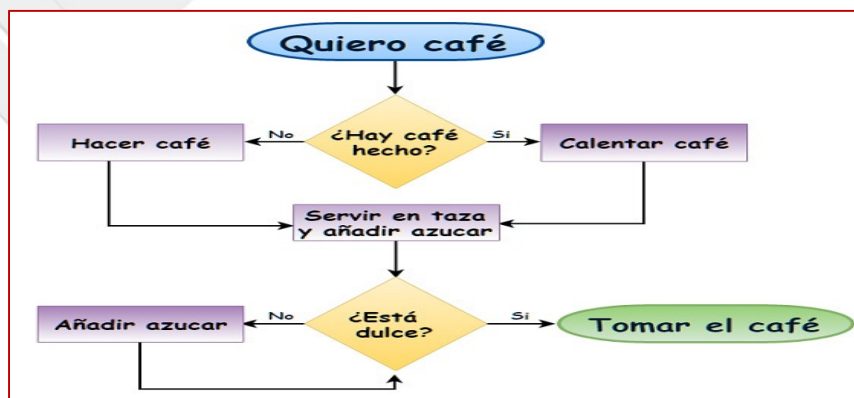 Quiero café
¿Hay café
hecho?
No
Si
Hacer café
Calentar café
Servir en taza
y añadir azucar
¿Está
dulce?
No
Si
Añadir azucar
Tomar el café